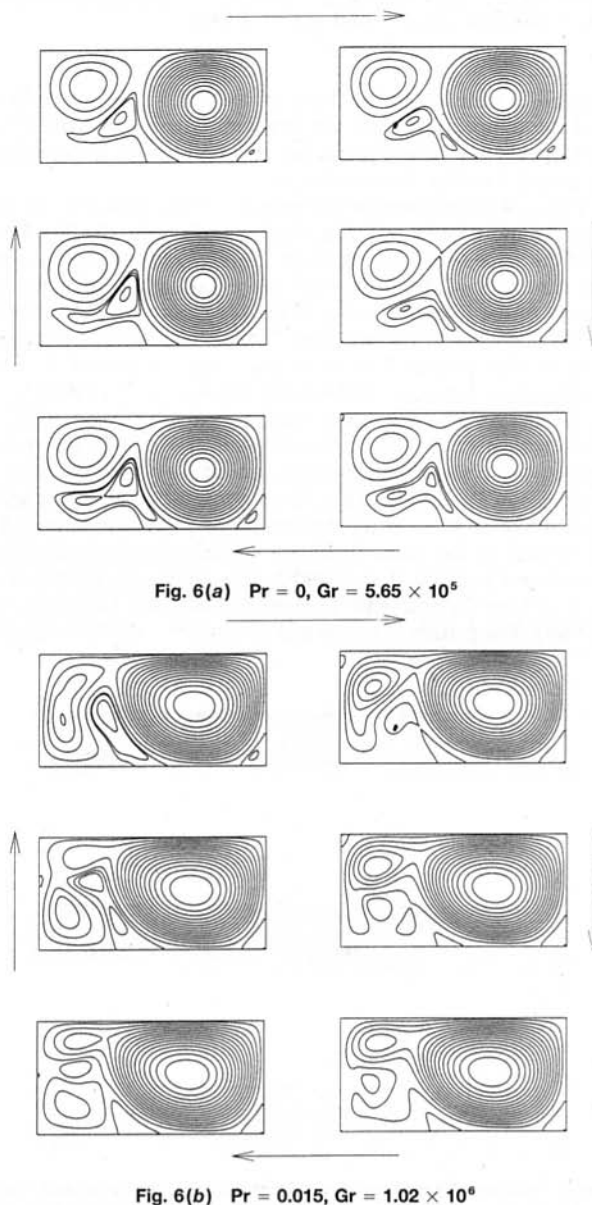 Fig. 6(a) Pr = 0, Gr = 5.65 × 10⁵
Fig. 6(b) Pr = 0.015, Gr = 1.02 × 10⁶